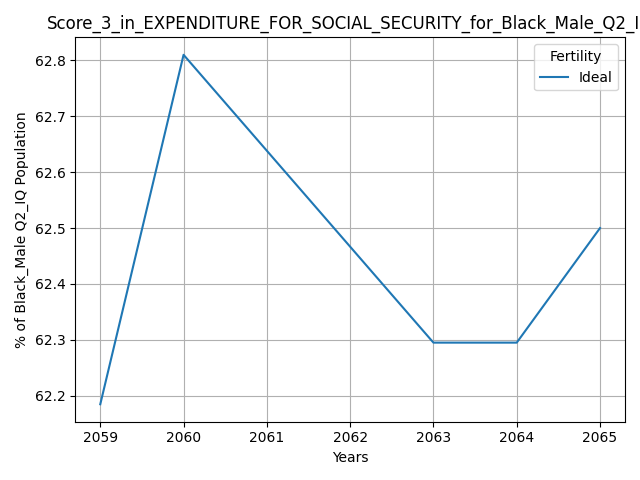 Score_3_in_EXPENDITURE_FOR_SOCIAL_SECURITY_for_Black_Male_Q2_I
Fertility
Ideal
62.8
62.7
62.6
62.5
62.4
62.3
62.2
% of Black_Male Q2_IQ Population
2059 2060 2061 2062 2063 2064 2065
Years